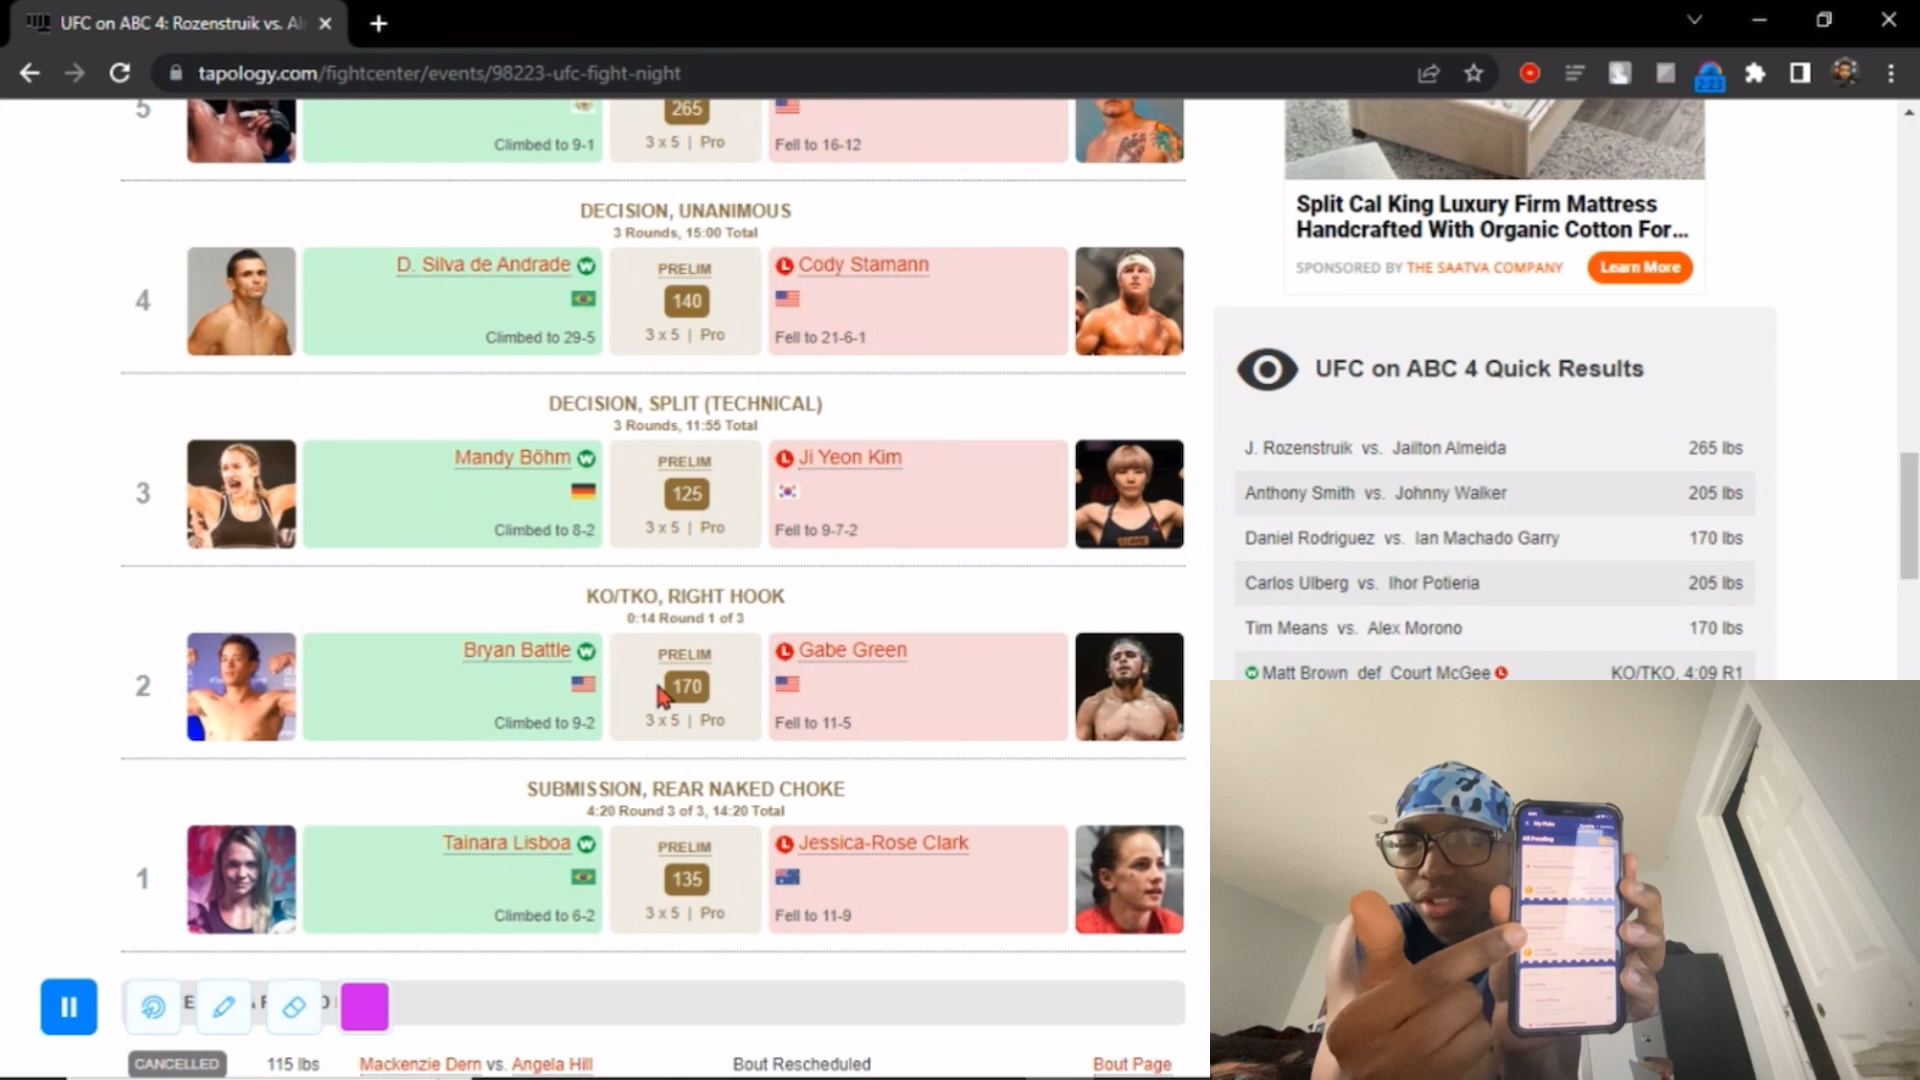 UFC on ABC 4: Rozenstruik vs. Al
tapology.com/fightcenter/events/98223-ufc-fight-night
2:23
5
265
Climbed to 9-1
3 x 5 | Pro
Fell to 16-12
DECISION, UNANIMOUS
3 Rounds, 15:00 Total
4
D. Silva de Andrade W
PRELIM
L Cody Stamann
140
Climbed to 29-5
3 x 5 | Pro
Fell to 21-6-1
DECISION, SPLIT (TECHNICAL)
3 Rounds, 11:55 Total
3
Mandy Böhm W
PRELIM
L Ji Yeon Kim
125
Climbed to 8-2
3 x 5 | Pro
Fell to 9-7-2
KO/TKO, RIGHT HOOK
0:14 Round 1 of 3
2
Bryan Battle W
PRELIM
L Gabe Green
170
Climbed to 9-2
3 x 5 | Pro
Fell to 11-5
SUBMISSION, REAR NAKED CHOKE
4:20 Round 3 of 3, 14:20 Total
1
Tainara Lisboa W
PRELIM
L Jessica-Rose Clark
135
Climbed to 6-2
3 x 5 | Pro
Fell to 11-9
CANCELLED 115 lbs Mackenzie Dern vs. Angela Hill Bout Rescheduled Bout Page
Split Cal King Luxury Firm Mattress
Handcrafted With Organic Cotton For...
SPONSORED BY THE SAATVA COMPANY
Learn More
UFC on ABC 4 Quick Results
J. Rozenstruik vs. Jailton Almeida 265 lbs
Anthony Smith vs. Johnny Walker 205 lbs
Daniel Rodriguez vs. Ian Machado Garry 170 lbs
Carlos Ulberg vs. Ihor Potieria 205 lbs
Tim Means vs. Alex Morono 170 lbs
W Matt Brown def Court McGee L KO/TKO, 4:09 R1
My Picks
All Pending